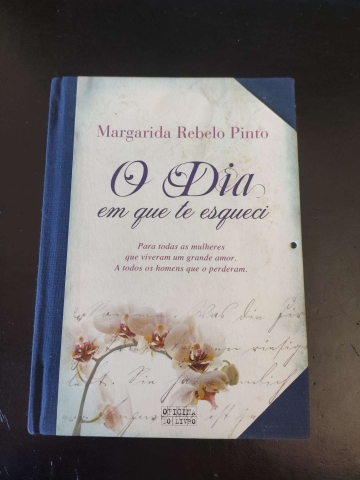 Margarida Rebelo Pinto
O Dia
em que te esqueci
Para todas as mulheres
que viveram um grande amor.
A todos os homens que o perderam.
OFICINA
DO LIVRO